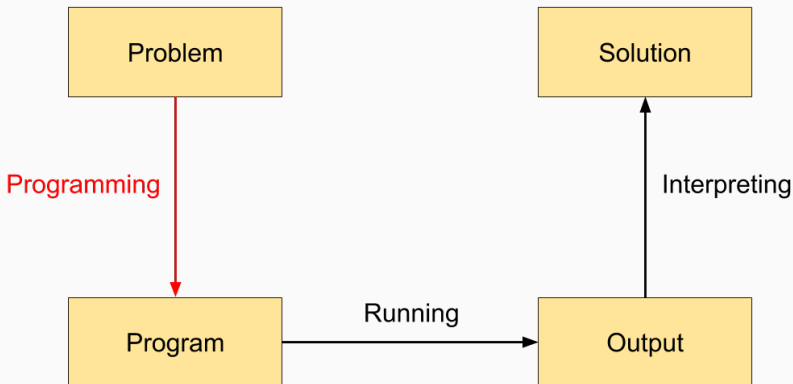 Problem
Solution
Programming
Interpreting
Running
Program
Output